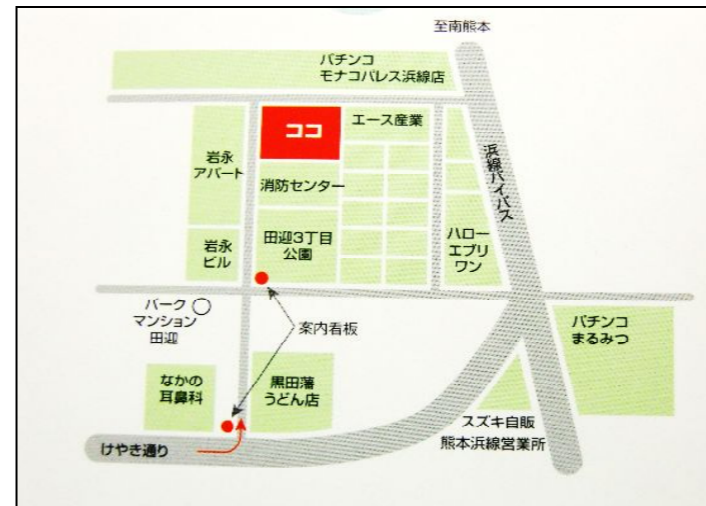 至南熊本
パチンコ
モナコパレス浜線店
ココ
エース産業
岩永
アパート
消防センター
浜線バイパス
田迎3丁目
公園
岩永
ビル
ハロー
エブリ
ワン
パーク
マンション
田迎
案内看板
パチンコ
まるみつ
なかの
耳鼻科
黒田藩
うどん店
スズキ自販
熊本浜線営業所
けやき通り